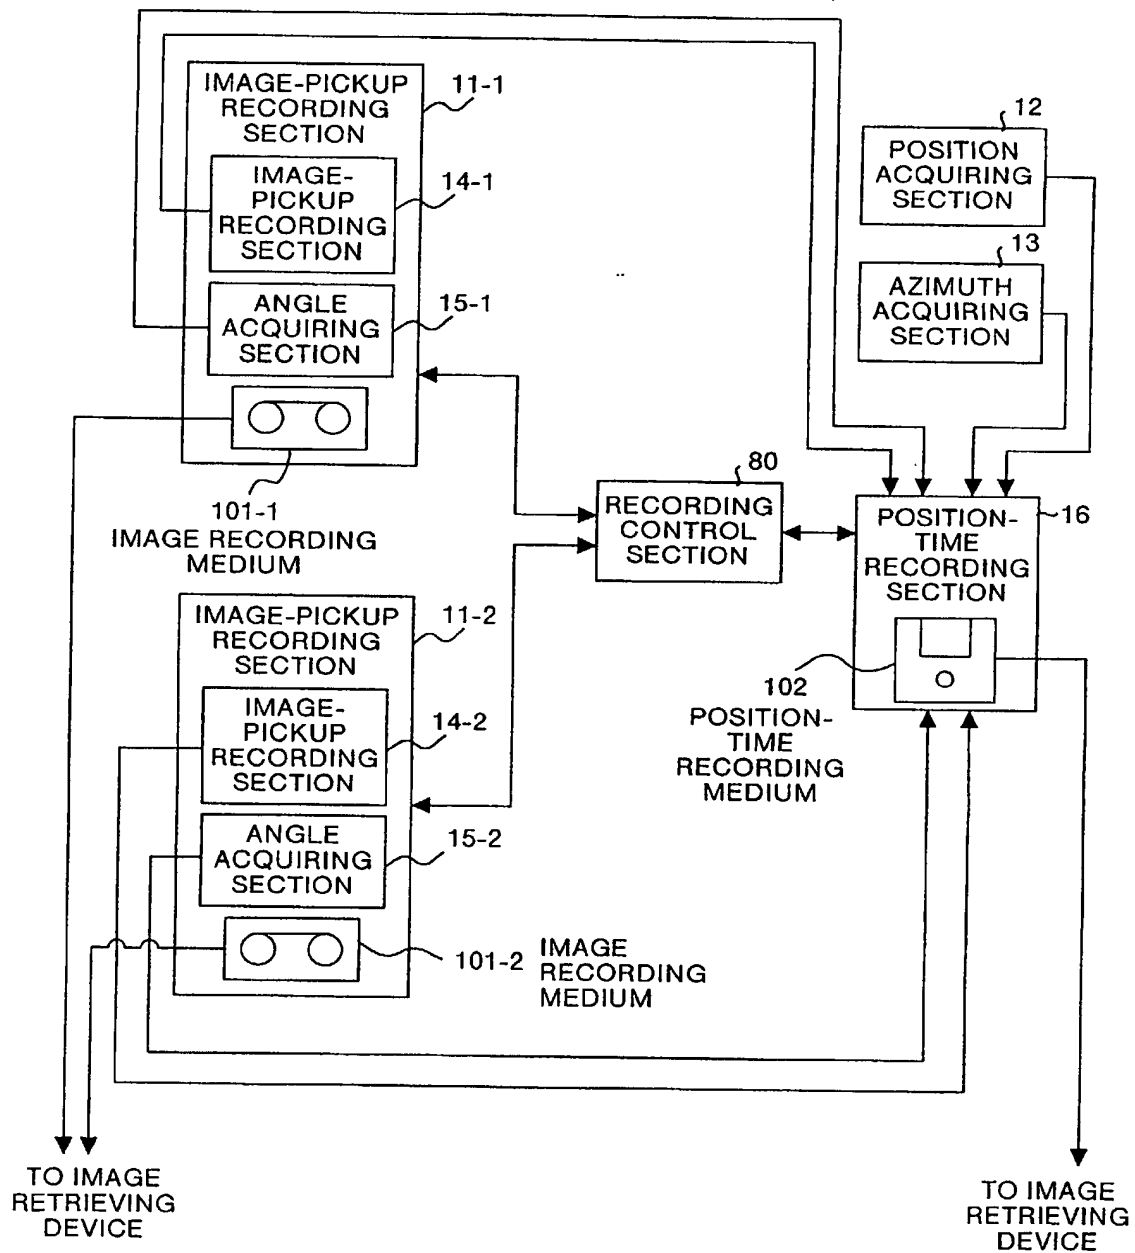 IMAGE-PICKUP
RECORDING
SECTION
11-1
IMAGE-
PICKUP
RECORDING
SECTION
14-1
ANGLE
ACQUIRING
SECTION
15-1
101-1
IMAGE RECORDING
MEDIUM
12
POSITION
ACQUIRING
SECTION
13
AZIMUTH
ACQUIRING
SECTION
80
RECORDING
CONTROL
SECTION
16
POSITION-
TIME
RECORDING
SECTION
102
POSITION-
TIME
RECORDING
MEDIUM
IMAGE-PICKUP
RECORDING
SECTION
11-2
IMAGE-
PICKUP
RECORDING
SECTION
14-2
ANGLE
ACQUIRING
SECTION
15-2
101-2
IMAGE
RECORDING
MEDIUM
TO IMAGE
RETRIEVING
DEVICE
TO IMAGE
RETRIEVING
DEVICE